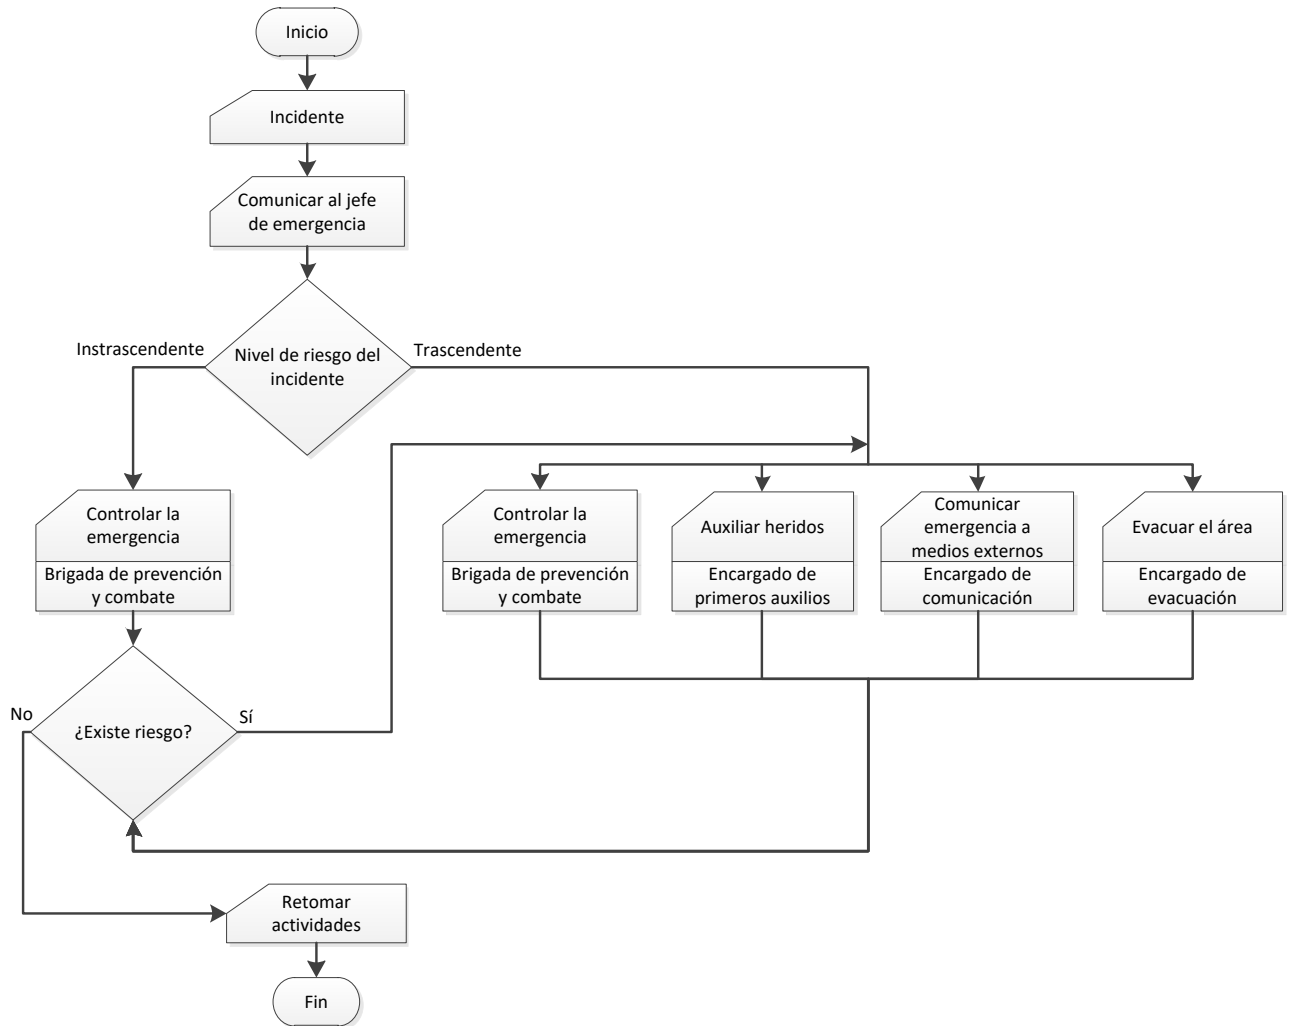 Inicio
Incidente
Comunicar al jefe
de emergencia
Nivel de riesgo del
incidente
Instrascendente
Trascendente
Controlar la
emergencia
Brigada de prevención
y combate
Controlar la
emergencia
Brigada de prevención
y combate
Auxiliar heridos
Encargado de
primeros auxilios
Comunicar
emergencia a
medios externos
Encargado de
comunicación
Evacuar el área
Encargado de
evacuación
¿Existe riesgo?
No
Sí
Retomar
actividades
Fin